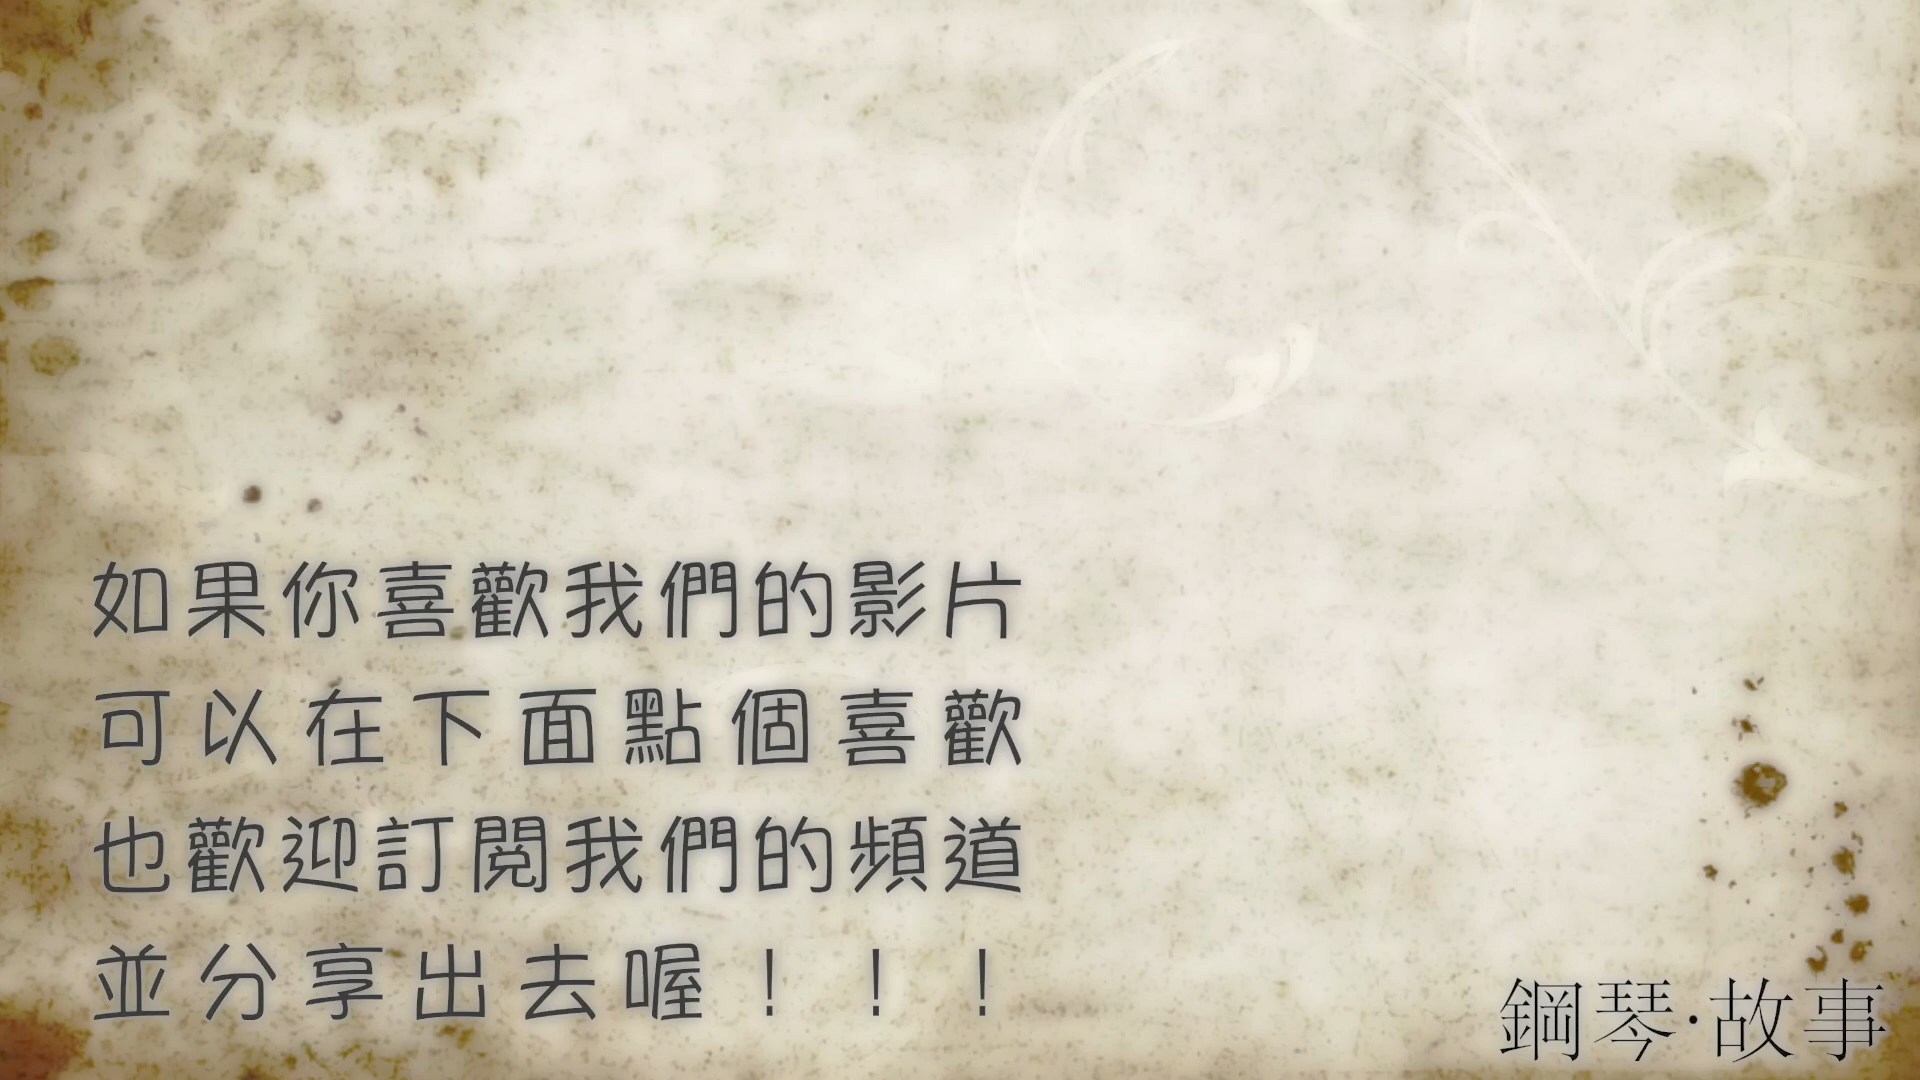 如果你喜歡我們的影片
可以在下面點個喜歡
也歡迎訂閱我們的頻道
並分享出去喔！！！
鋼琴·故事